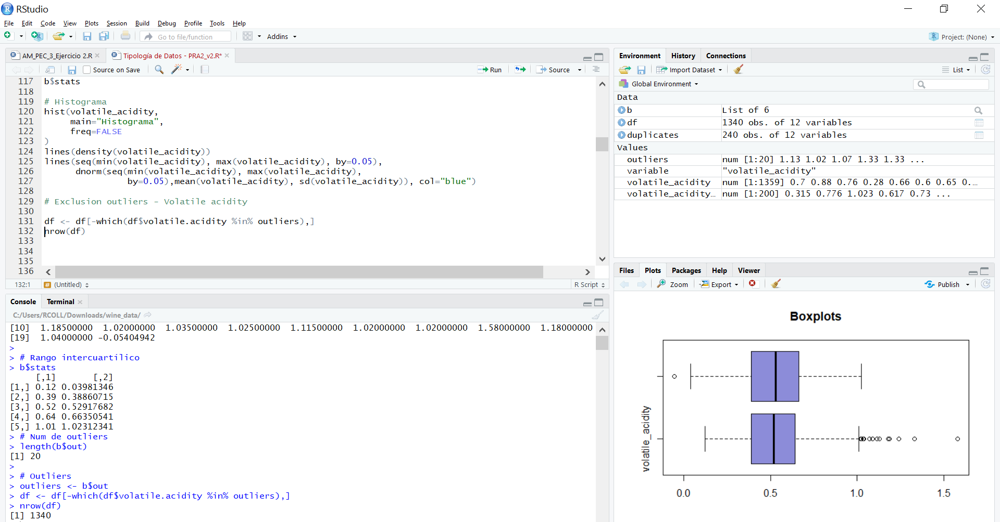 RStudio
File Edit Code View Plots Session Build Debug Profile Tools Help
Go to file/function
Addins
Project: (None)
AM_PEC_3_Ejercicio 2.R
Tipología de Datos - PRA2_v2.R*
Source on Save
Run
Source
117 b$stats
118
119 # Histograma
120 hist(volatile_acidity,
121 main="Histograma",
122 freq=FALSE
123 )
124 lines(density(volatile_acidity))
125 lines(seq(min(volatile_acidity), max(volatile_acidity), by=0.05),
126 dnorm(seq(min(volatile_acidity), max(volatile_acidity),
127 by=0.05),mean(volatile_acidity), sd(volatile_acidity)), col="blue")
128
129 # Exclusion outliers - Volatile acidity
130
131 df <- df[-which(df$volatile.acidity %in% outliers),]
132 nrow(df)
133
134
135
136
132:1
(Untitled)
R Script
Console Terminal
C:/Users/RCOLL/Downloads/wine_data/
[10] 1.18500000 1.02000000 1.03500000 1.02500000 1.11500000 1.02000000 1.02000000 1.58000000 1.18000000
[19] 1.04000000 -0.05404942
>
> # Rango intercuartílico
> b$stats
[,1] [,2]
[1,] 0.12 0.03981346
[2,] 0.39 0.38860715
[3,] 0.52 0.52917682
[4,] 0.64 0.66350541
[5,] 1.01 1.02312341
> # Num de outliers
> length(b$out)
[1] 20
>
> # Outliers
> outliers <- b$out
> df <- df[-which(df$volatile.acidity %in% outliers),]
> nrow(df)
[1] 1340
Environment History Connections
Import Dataset
List
Global Environment
Data
b List of 6
df 1340 obs. of 12 variables
duplicates 240 obs. of 12 variables
Values
outliers num [1:20] 1.13 1.02 1.07 1.33 1.33 ...
variable "volatile_acidity"
volatile_acidity num [1:1359] 0.7 0.88 0.76 0.28 0.66 0.6 0.65 0....
volatile_acidity... num [1:200] 0.315 0.776 1.023 0.617 0.73 ...
Files Plots Packages Help Viewer
Zoom
Export
Publish
Boxplots
volatile_acidity
0.0 0.5 1.0 1.5